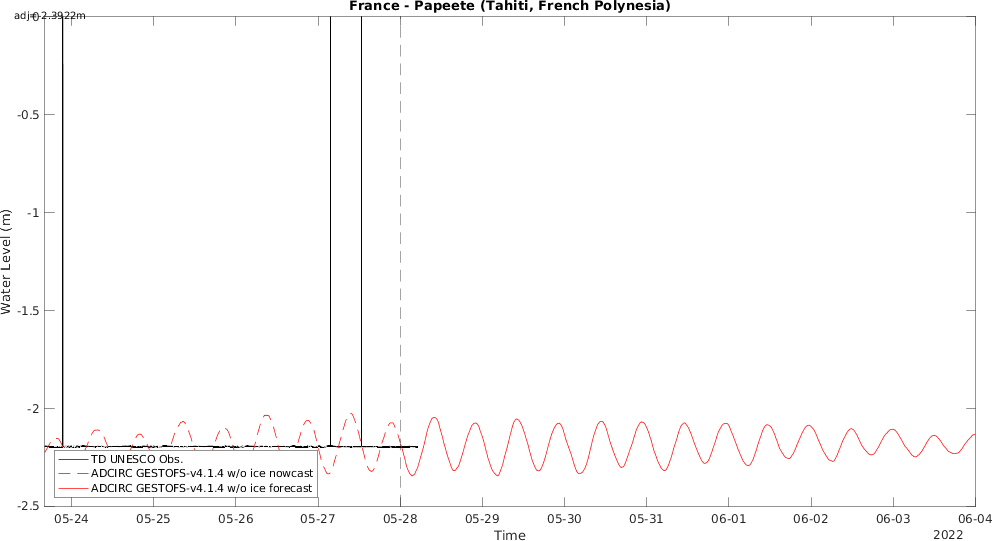 France - Papeete (Tahiti, French Polynesia)
adj=-2.3922m
0
-0.5
-1
-1.5
-2
-2.5
Water Level (m)
TD UNESCO Obs.
ADCIRC GESTOFS-v4.1.4 w/o ice nowcast
ADCIRC GESTOFS-v4.1.4 w/o ice forecast
05-24 05-25 05-26 05-27 05-28 05-29 05-30 05-31 06-01 06-02 06-03 06-04
Time
2022